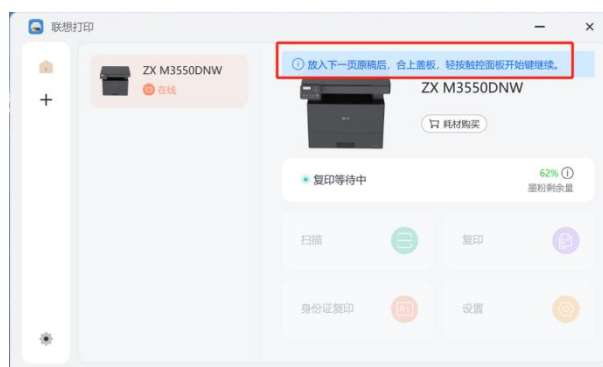 联想打印
ZX M3550DNW
在线
放入下一页原稿后，合上盖板，轻按触控面板开始键继续。
ZX M3550DNW
耗材购买
复印等待中
62%
墨粉剩余量
扫描
复印
身份证复印
设置